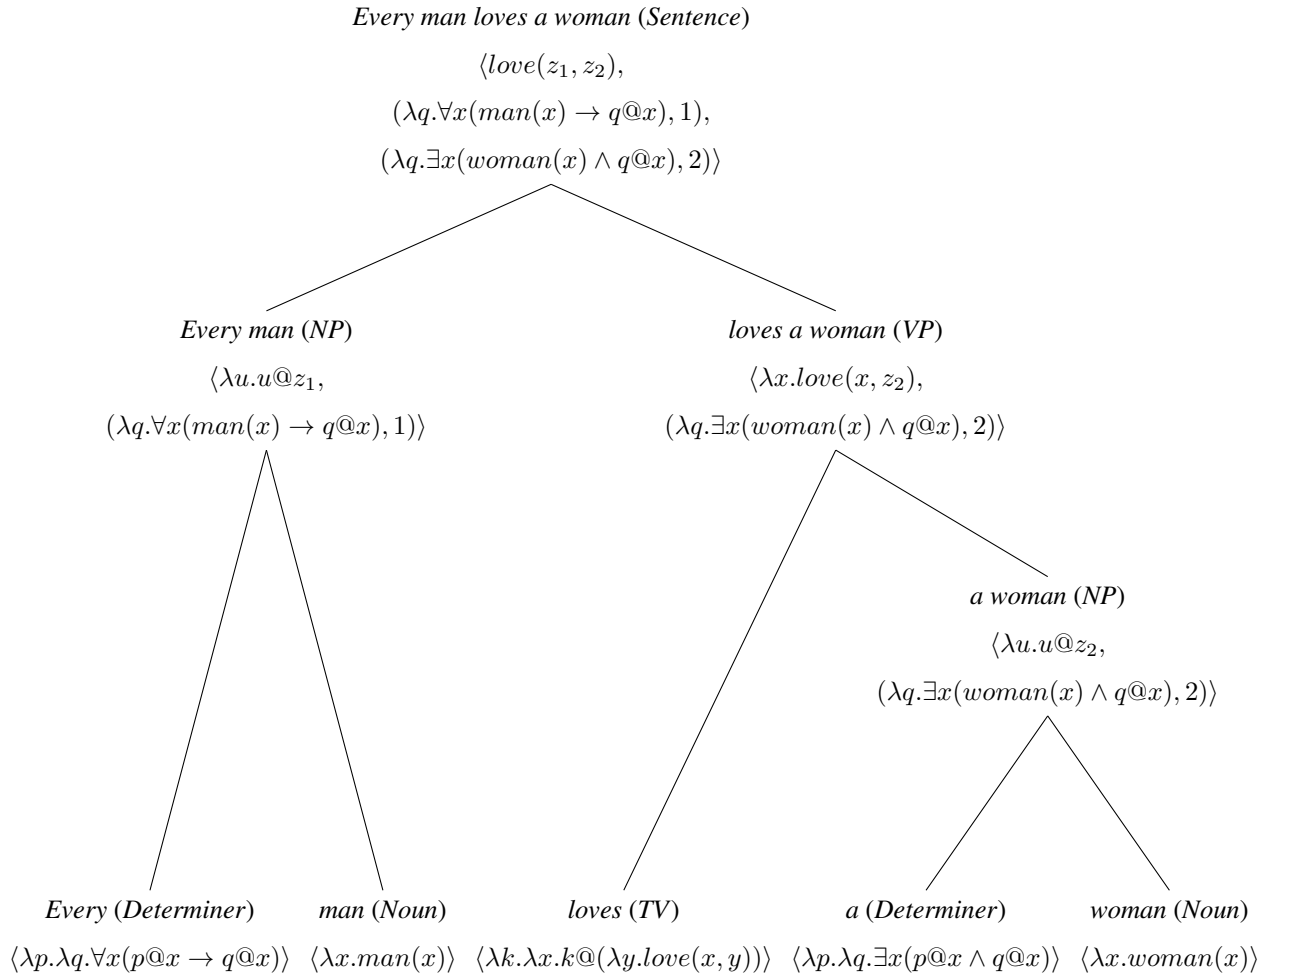 Every man loves a woman (Sentence)
⟨love(z₁, z₂),
(λq.∀x(man(x) → q@x), 1),
(λq.∃x(woman(x) ∧ q@x), 2)⟩
Every man (NP)
⟨λu.u@z₁,
(λq.∀x(man(x) → q@x), 1)⟩
loves a woman (VP)
⟨λx.love(x, z₂),
(λq.∃x(woman(x) ∧ q@x), 2)⟩
a woman (NP)
⟨λu.u@z₂,
(λq.∃x(woman(x) ∧ q@x), 2)⟩
Every (Determiner)
⟨λp.λq.∀x(p@x → q@x)⟩
man (Noun)
⟨λx.man(x)⟩
loves (TV)
⟨λk.λx.k@(λy.love(x, y))⟩
a (Determiner)
⟨λp.λq.∃x(p@x ∧ q@x)⟩
woman (Noun)
⟨λx.woman(x)⟩